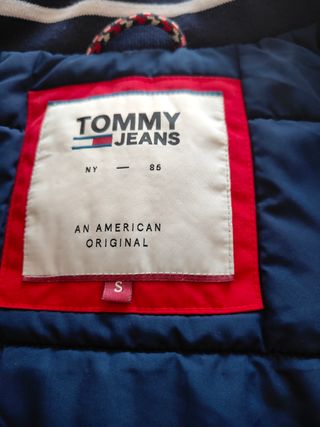 TOMMY
JEANS
NY — 85
AN AMERICAN
ORIGINAL
S